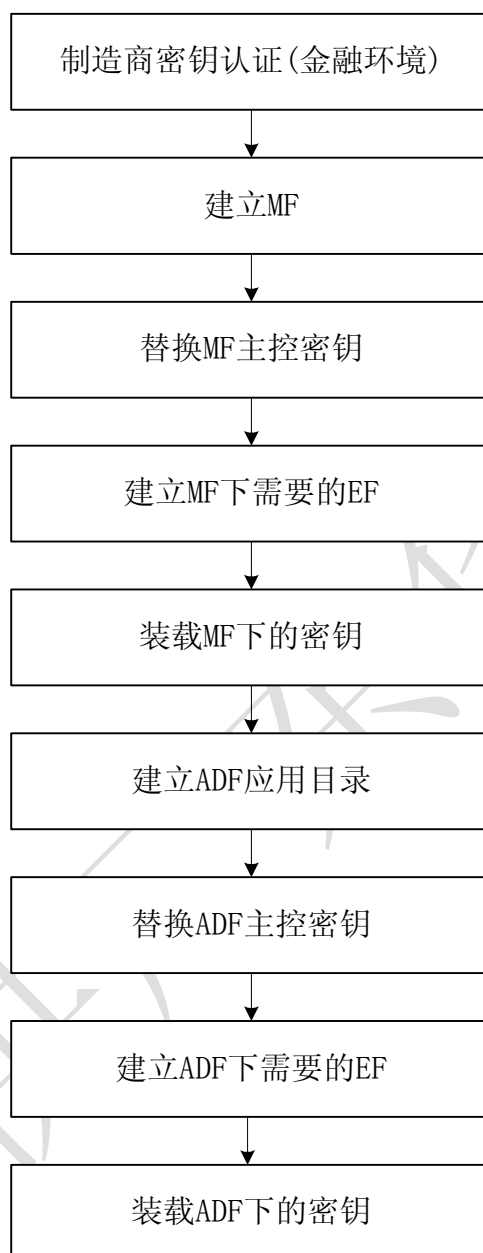 制造商密钥认证(金融环境)
建立MF
替换MF主控密钥
建立MF下需要的EF
装载MF下的密钥
建立ADF应用目录
替换ADF主控密钥
建立ADF下需要的EF
装载ADF下的密钥